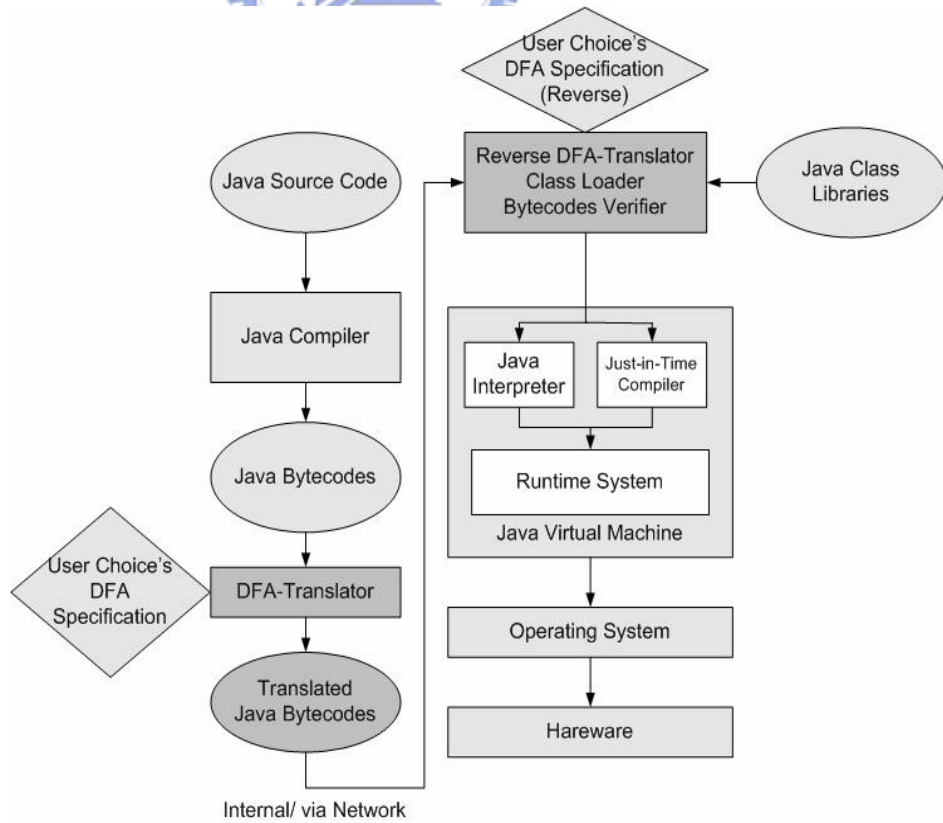 User Choice's
DFA Specification
(Reverse)
Reverse DFA-Translator
Class Loader
Bytecodes Verifier
Java Class
Libraries
Java Source Code
Java Compiler
Java Bytecodes
User Choice's
DFA
Specification
DFA-Translator
Translated
Java Bytecodes
Internal/ via Network
Java
Interpreter
Just-in-Time
Compiler
Runtime System
Java Virtual Machine
Operating System
Hareware